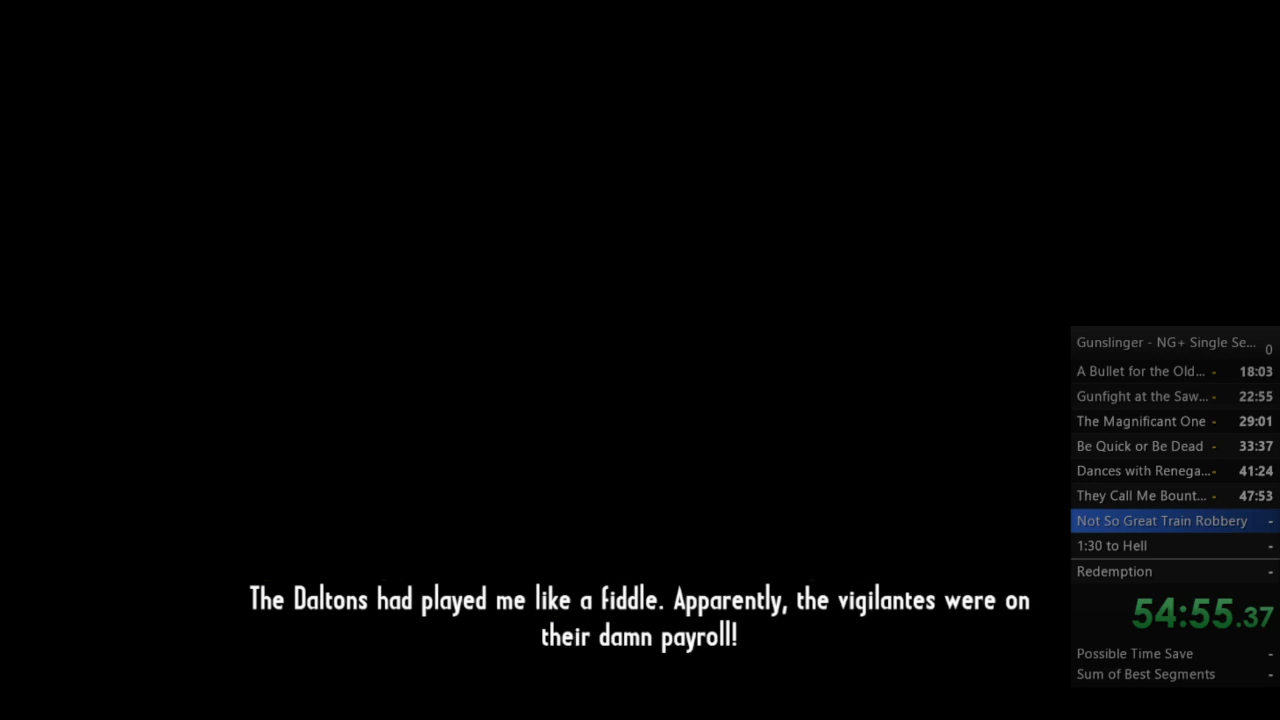 Gunslinger - NG+ Single Se... 0
A Bullet for the Old... - 18:03
Gunfight at the Saw... - 22:55
The Magnificant One - 29:01
Be Quick or Be Dead - 33:37
Dances with Renega... - 41:24
They Call Me Bount... - 47:53
Not So Great Train Robbery -
1:30 to Hell -
Redemption -
54:55.37
Possible Time Save -
Sum of Best Segments -
The Daltons had played me like a fiddle. Apparently, the vigilantes were on
their damn payroll!